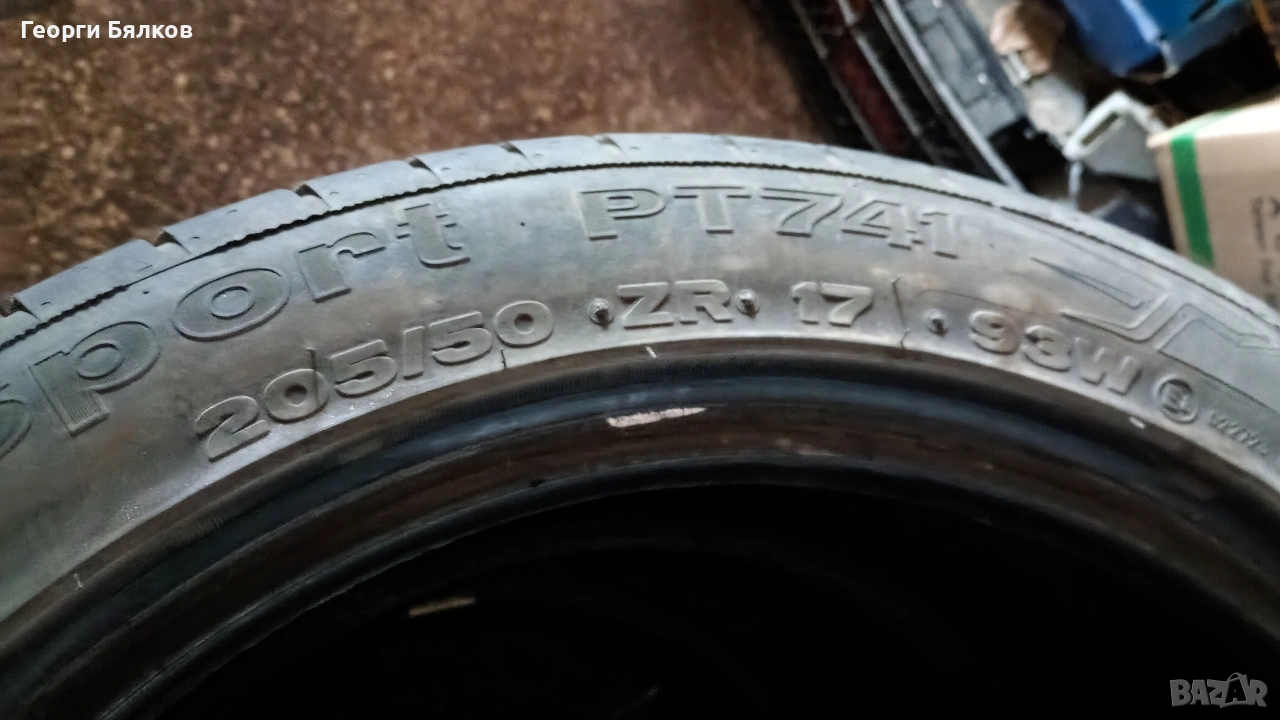 Георги Бялков
Sport PT741
205/50 ZR 17 93W
BAZAR